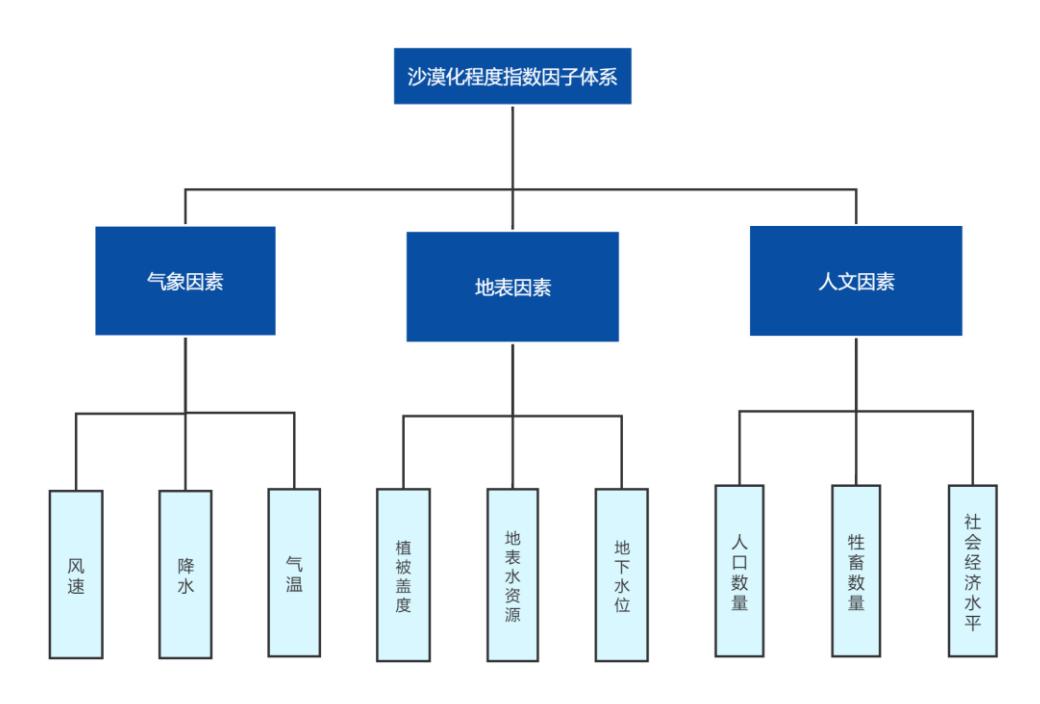 沙漠化程度指数因子体系
气象因素
地表因素
人文因素
风速
降水
气温
植被盖度
地表水资源
地下水位
人口数量
牲畜数量
社会经济水平